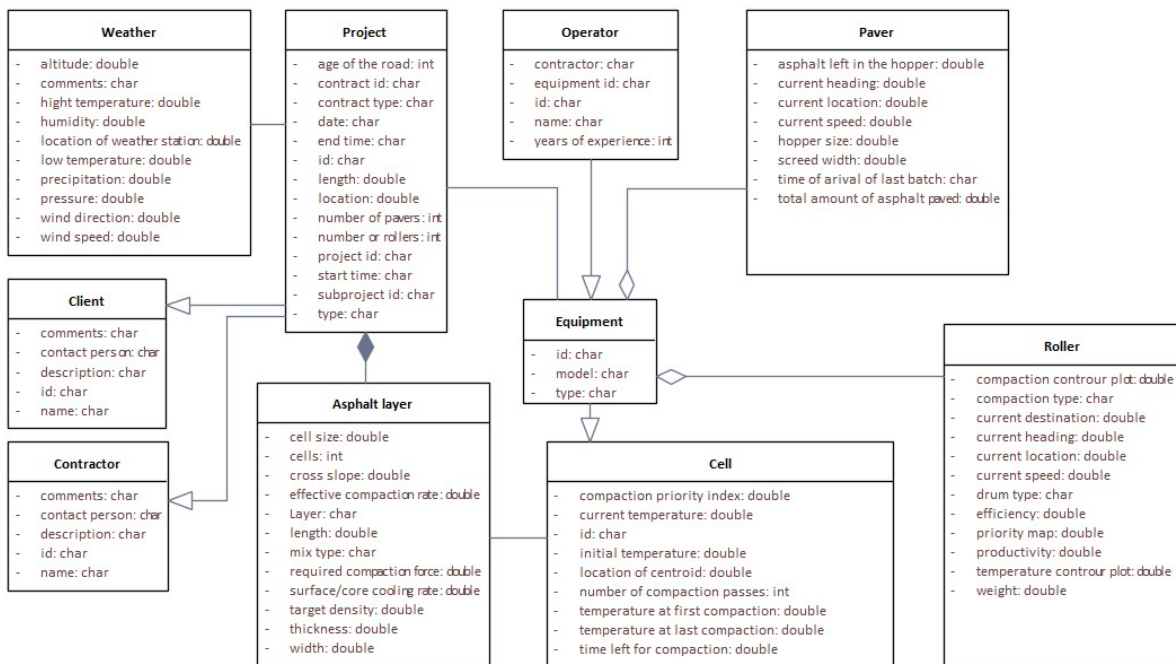 Weather
- altitude: double
- comments: char
- hight temperature: double
- humidity: double
- location of weather station: double
- low temperature: double
- precipitation: double
- pressure: double
- wind direction: double
- wind speed: double
Project
- age of the road: int
- contract id: char
- contract type: char
- date: char
- end time: char
- id: char
- length: double
- location: double
- number of pavers: int
- number or rollers: int
- project id: char
- start time: char
- subproject id: char
- type: char
Operator
- contractor: char
- equipment id: char
- id: char
- name: char
- years of experience: int
Paver
- asphalt left in the hopper: double
- current heading: double
- current location: double
- current speed: double
- hopper size: double
- screed width: double
- time of arival of last batch: char
- total amount of asphalt paved: double
Client
- comments: char
- contact person: char
- description: char
- id: char
- name: char
Equipment
- id: char
- model: char
- type: char
Roller
- compaction controur plot: double
- compaction type: char
- current destination: double
- current heading: double
- current location: double
- current speed: double
- drum type: char
- efficiency: double
- priority map: double
- productivity: double
- temperature controur plot: double
- weight: double
Contractor
- comments: char
- contact person: char
- description: char
- id: char
- name: char
Asphalt layer
- cell size: double
- cells: int
- cross slope: double
- effective compaction rate: double
- Layer: char
- length: double
- mix type: char
- required compaction force: double
- surface/core cooling rate: double
- target density: double
- thickness: double
- width: double
Cell
- compaction priority index: double
- current temperature: double
- id: char
- initial temperature: double
- location of centroid: double
- number of compaction passes: int
- temperature at first compaction: double
- temperature at last compaction: double
- time left for compaction: double